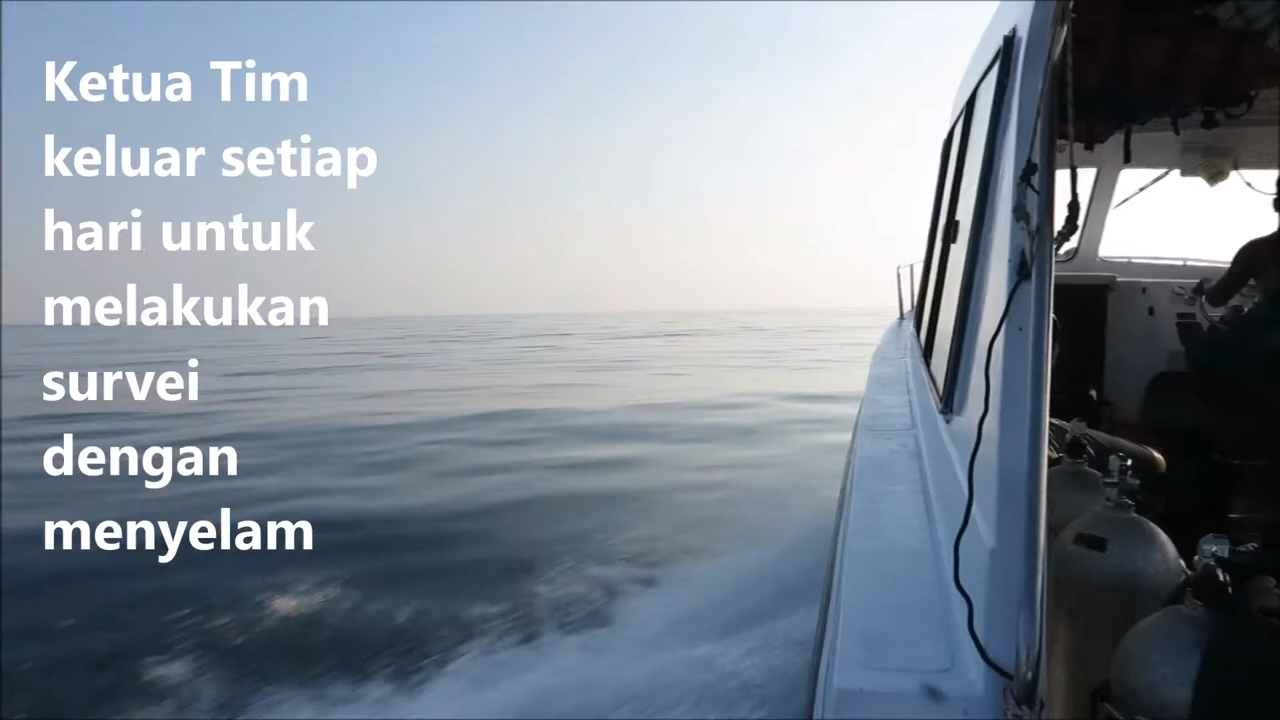 Ketua Tim
keluar setiap
hari untuk
melakukan
survei
dengan
menyelam